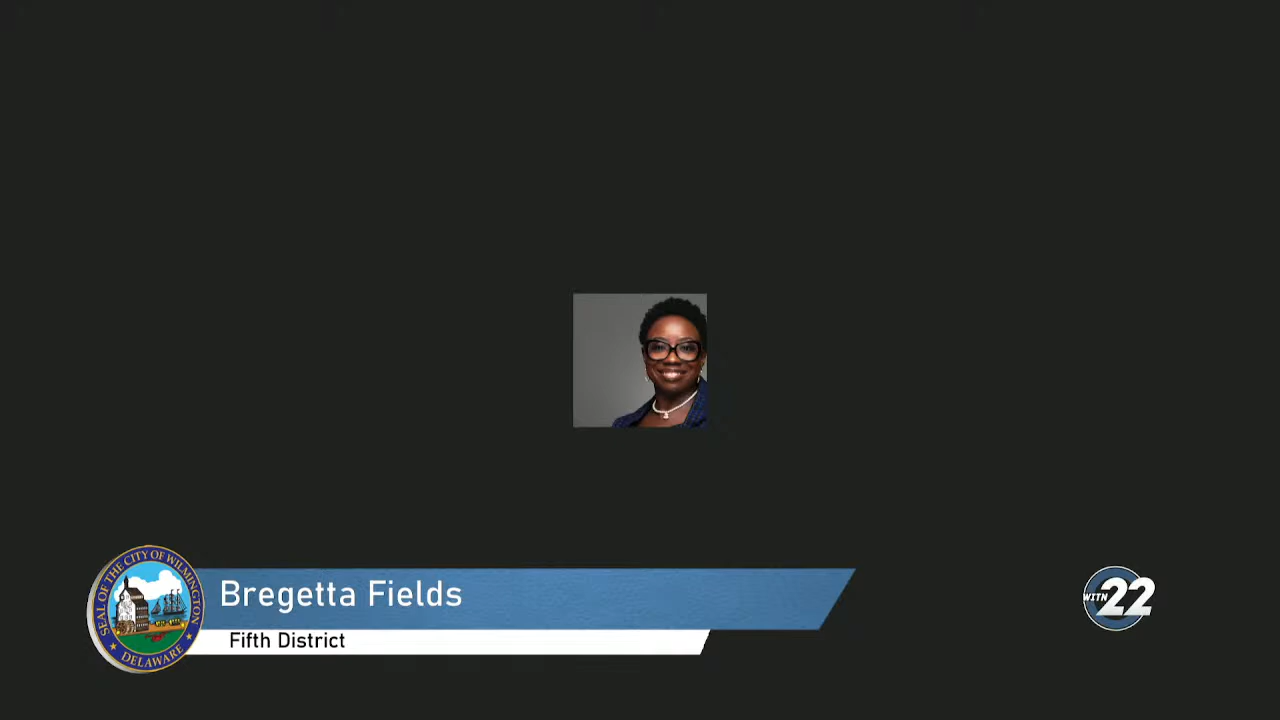 SEAL OF THE CITY OF WILMINGTON
DELAWARE
Bregetta Fields
Fifth District
WITN 22